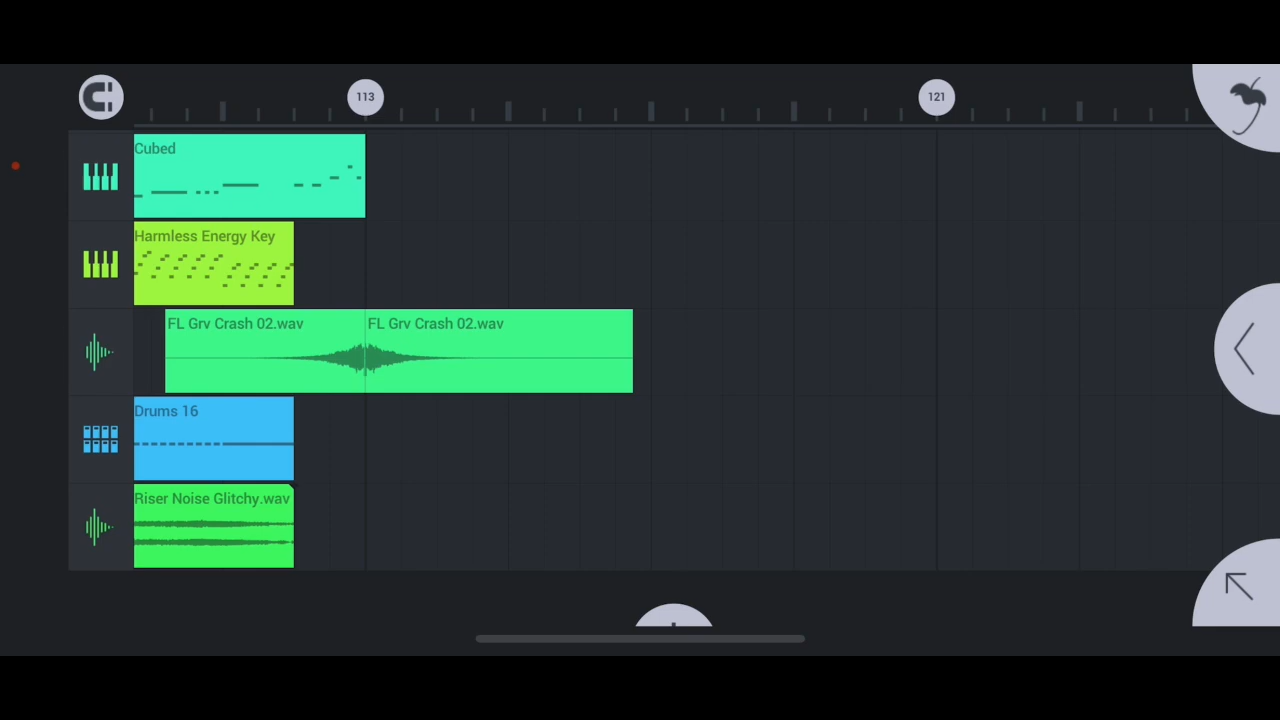 113
121
Cubed
Harmless Energy Key
FL Grv Crash 02.wav
FL Grv Crash 02.wav
Drums 16
Riser Noise Glitchy.wav